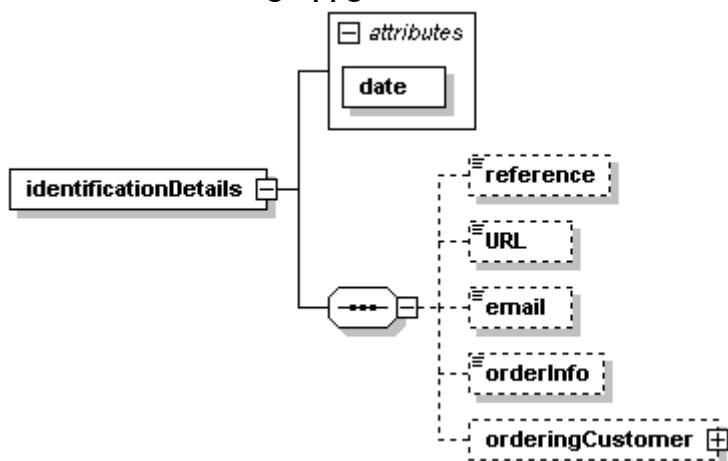 attributes
date
identificationDetails
reference
URL
email
orderInfo
orderingCustomer